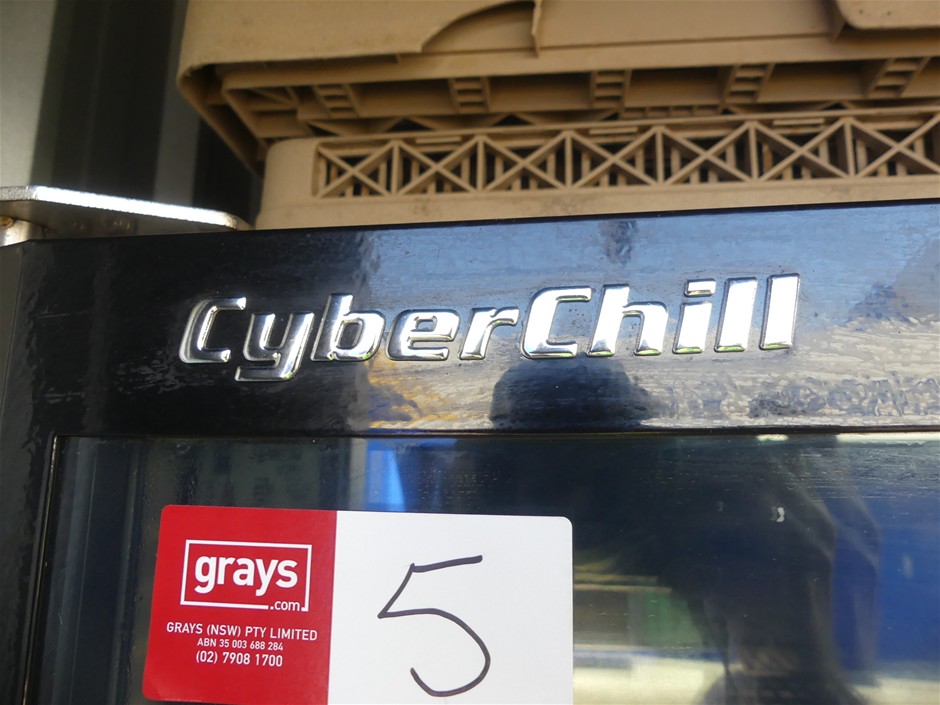 CyberChill
grays
.com
GRAYS (NSW) PTY LIMITED
ABN 35 003 688 284
(02) 7908 1700
5